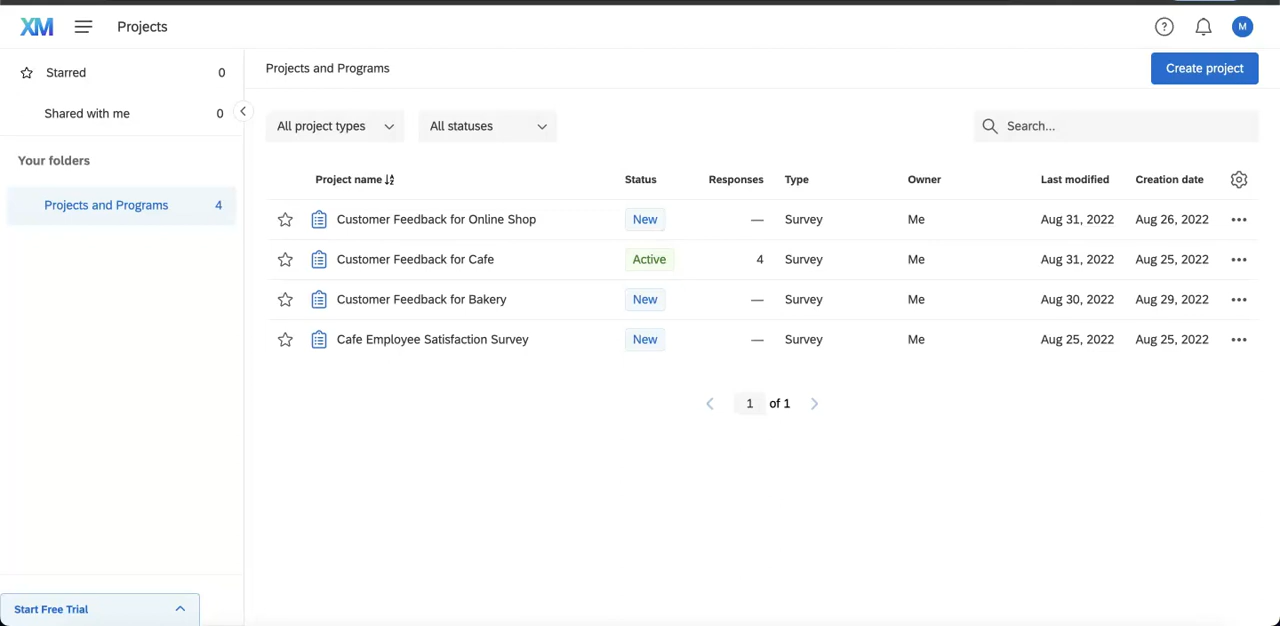 XM Projects M
Starred 0
Shared with me 0
Your folders
Projects and Programs 4
Start Free Trial
Projects and Programs Create project
All project types All statuses Search...
Project name Status Responses Type Owner Last modified Creation date
Customer Feedback for Online Shop New — Survey Me Aug 31, 2022 Aug 26, 2022
Customer Feedback for Cafe Active 4 Survey Me Aug 31, 2022 Aug 25, 2022
Customer Feedback for Bakery New — Survey Me Aug 30, 2022 Aug 29, 2022
Cafe Employee Satisfaction Survey New — Survey Me Aug 25, 2022 Aug 25, 2022
1 of 1